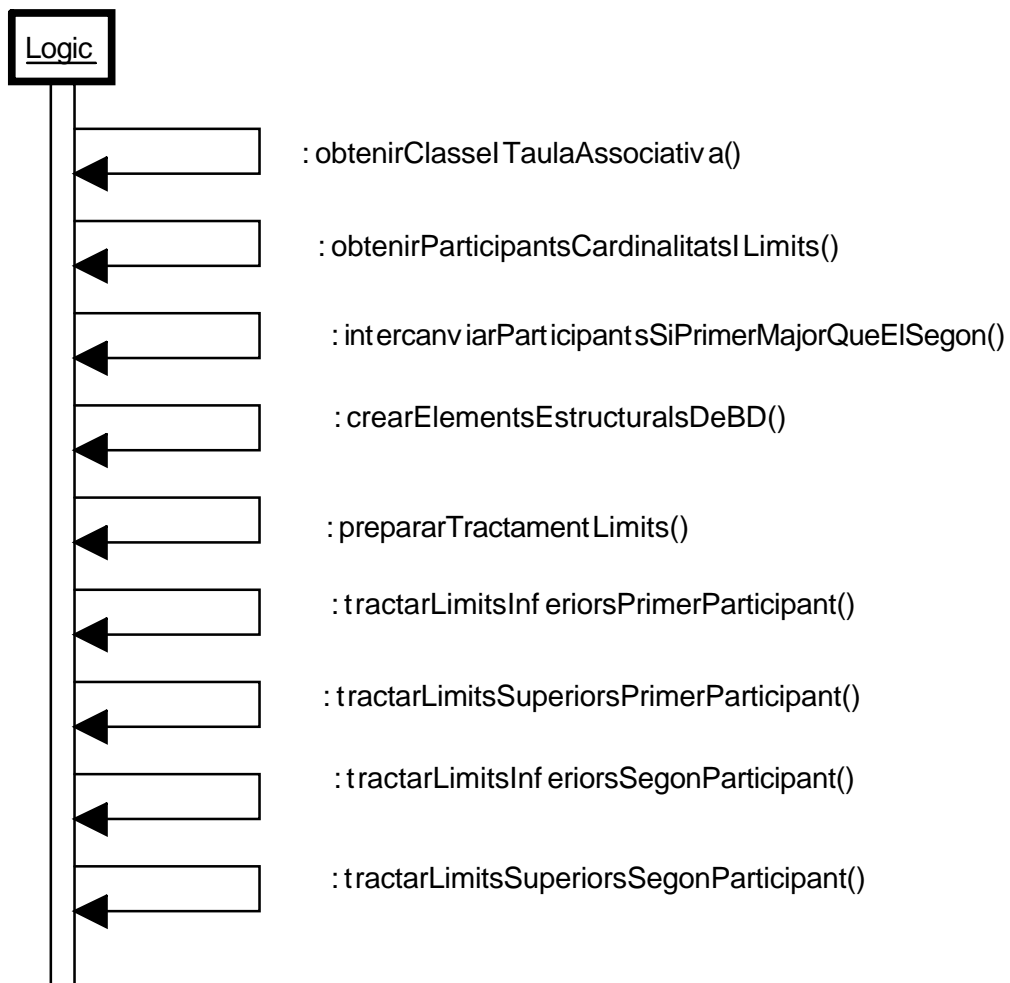 Logic
: obtenirClasseITaulaAssociativa()
: obtenirParticipantsCardinalitatsILimits()
: intercanviarParticipantsSiPrimerMajorQueElSegon()
: crearElementsEstructuralsDeBD()
: prepararTractamentLimits()
: tractarLimitsInferiorsPrimerParticipant()
: tractarLimitsSuperiorsPrimerParticipant()
: tractarLimitsInferiorsSegonParticipant()
: tractarLimitsSuperiorsSegonParticipant()